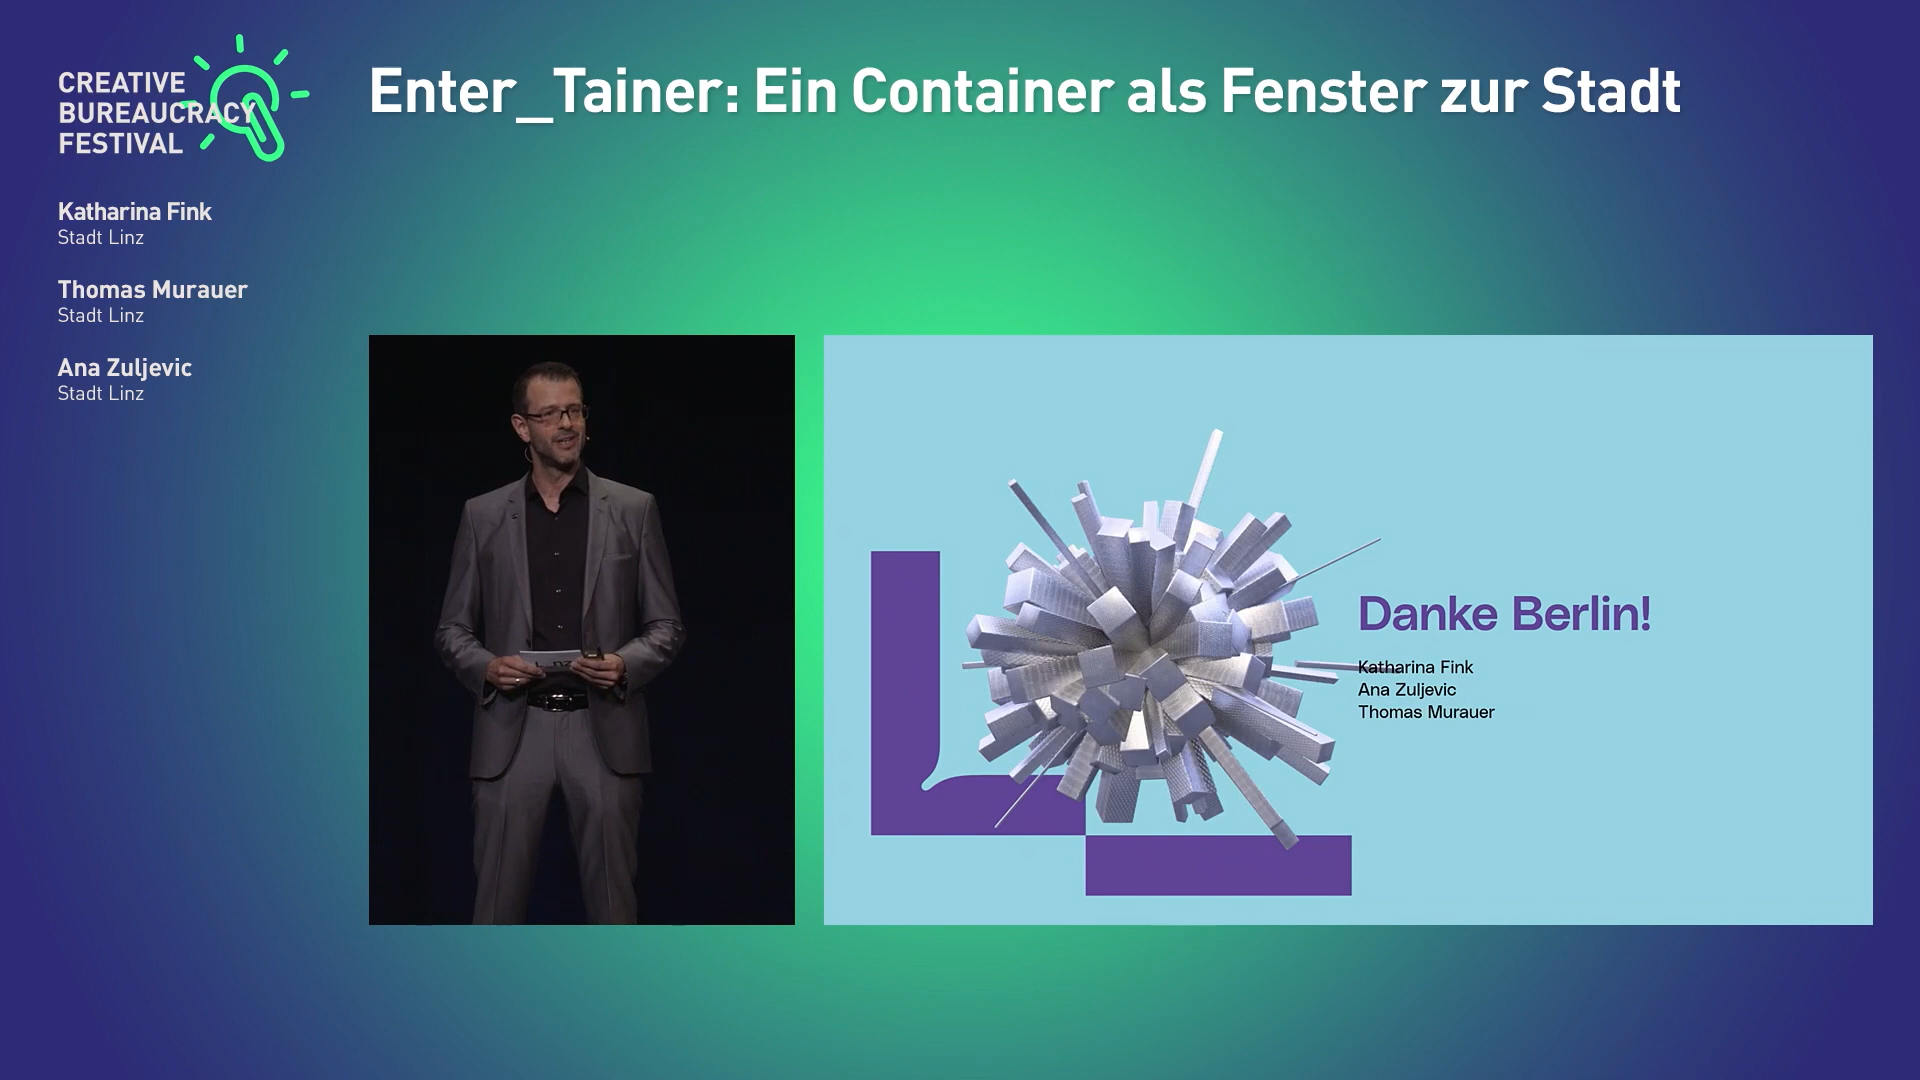 CREATIVE
BUREAUCRACY
FESTIVAL
Enter_Tainer: Ein Container als Fenster zur Stadt
Katharina Fink
Stadt Linz
Thomas Murauer
Stadt Linz
Ana Zuljevic
Stadt Linz
Danke Berlin!
Katharina Fink
Ana Zuljevic
Thomas Murauer